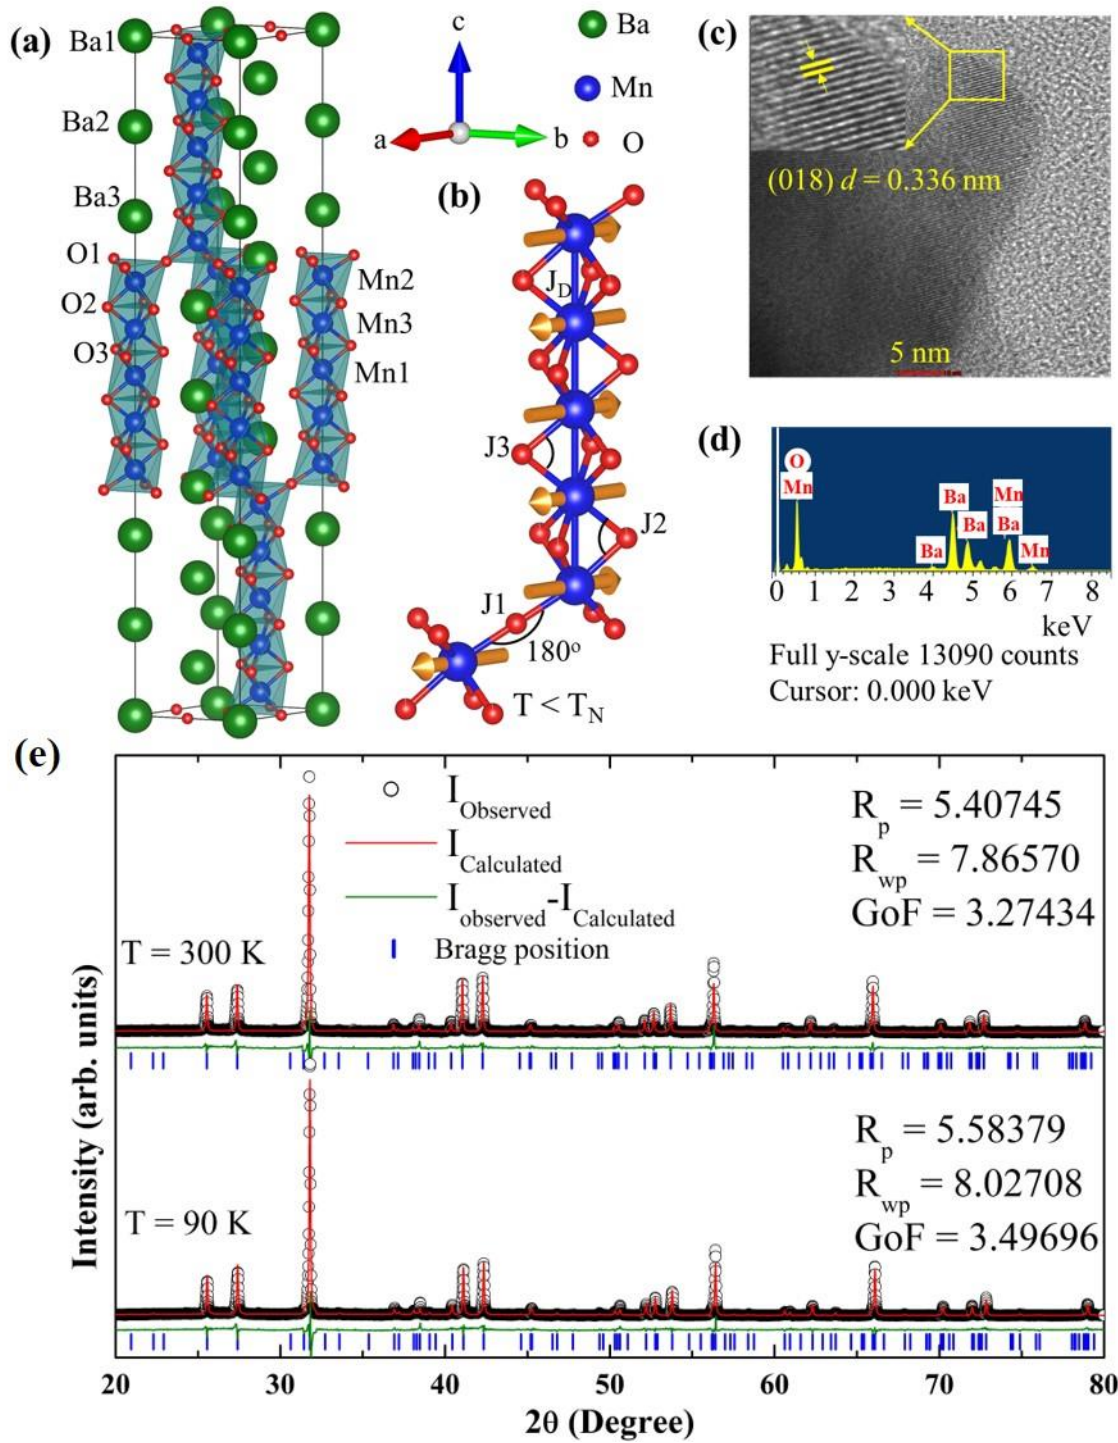 (a)
Ba1
Ba2
Ba3
O1
O2
O3
Mn2
Mn3
Mn1
c
a
b
Ba
Mn
O
(b)
J_D
J3
J2
J1
180°
T < T_N
(c)
(018) d = 0.336 nm
5 nm
(d)
O
Mn
Ba
Ba
Ba
Mn
Ba
Mn
0 1 2 3 4 5 6 7 8
keV
Full y-scale 13090 counts
Cursor: 0.000 keV
(e)
I_Observed
I_Calculated
I_observed-I_Calculated
Bragg position
T = 300 K
R_p = 5.40745
R_wp = 7.86570
GoF = 3.27434
T = 90 K
R_p = 5.58379
R_wp = 8.02708
GoF = 3.49696
Intensity (arb. units)
20 30 40 50 60 70 80
2θ (Degree)